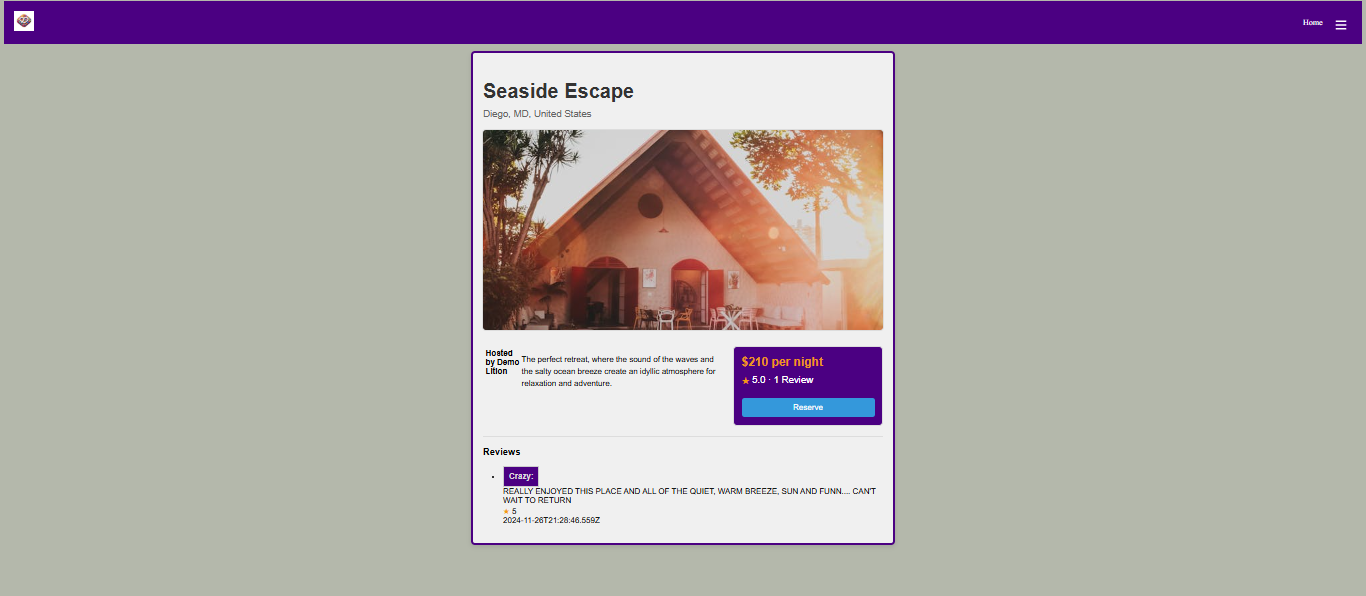 Home
Seaside Escape
Diego, MD, United States
Hosted
by Demo
Lition
The perfect retreat, where the sound of the waves and
the salty ocean breeze create an idyllic atmosphere for
relaxation and adventure.
$210 per night
★ 5.0 · 1 Review
Reserve
Reviews
Crazy:
REALLY ENJOYED THIS PLACE AND ALL OF THE QUIET, WARM BREEZE, SUN AND FUNN.... CAN'T
WAIT TO RETURN
★ 5
2024-11-26T21:28:46.559Z